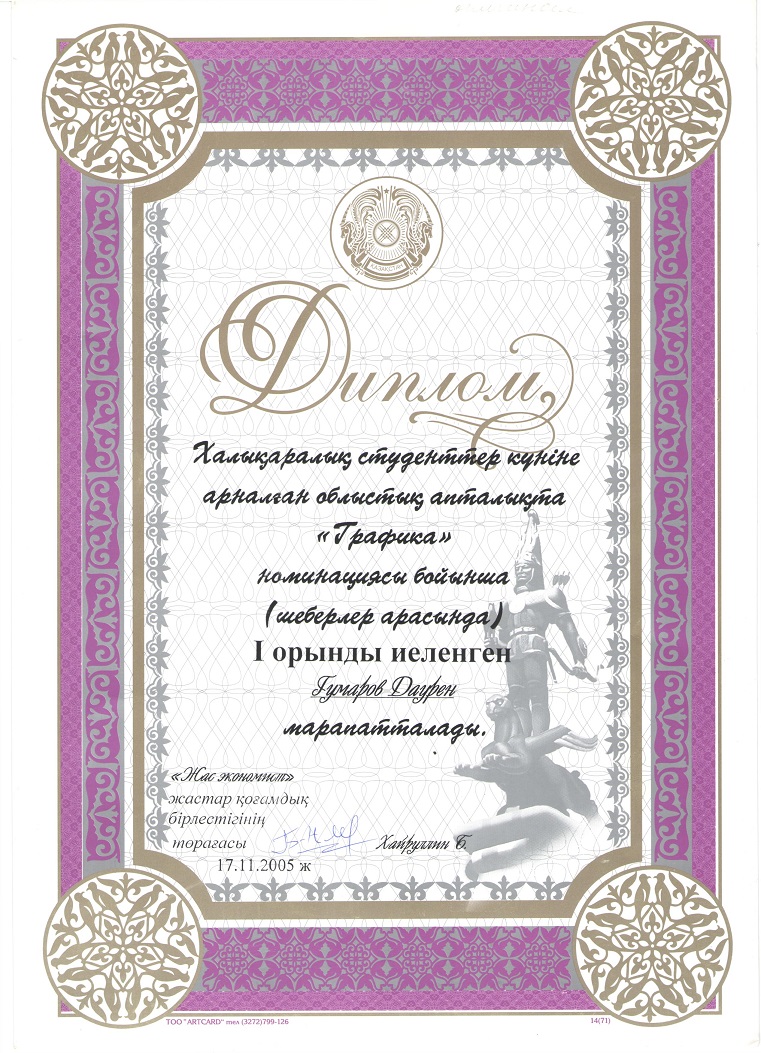 ҚАЗАҚСТАН
Диплом
Халықаралық студенттер күніне
арналған облыстық апталықта
«Графика»
номинациясы бойынша
(шеберлер арасында)
I орынды иеленген
Гумаров Даурен
марапатталады.
«Жас экономист»
жастар қоғамдық
бірлестігінің
төрағасы Хайруллин Б.
17.11.2005 ж
ТОО "ARTCARD" тел (3272)799-126 14(71)